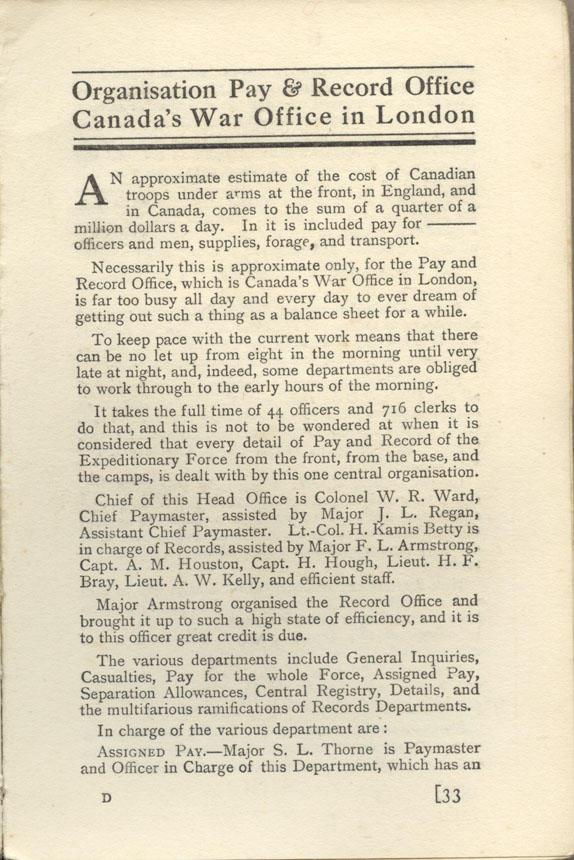 Organisation Pay & Record Office
Canada's War Office in London
AN approximate estimate of the cost of Canadian
troops under arms at the front, in England, and
in Canada, comes to the sum of a quarter of a
million dollars a day. In it is included pay for ———
officers and men, supplies, forage, and transport.
Necessarily this is approximate only, for the Pay and
Record Office, which is Canada's War Office in London,
is far too busy all day and every day to ever dream of
getting out such a thing as a balance sheet for a while.
To keep pace with the current work means that there
can be no let up from eight in the morning until very
late at night, and, indeed, some departments are obliged
to work through to the early hours of the morning.
It takes the full time of 44 officers and 716 clerks to
do that, and this is not to be wondered at when it is
considered that every detail of Pay and Record of the
Expeditionary Force from the front, from the base, and
the camps, is dealt with by this one central organisation.
Chief of this Head Office is Colonel W. R. Ward,
Chief Paymaster, assisted by Major J. L. Regan,
Assistant Chief Paymaster. Lt.-Col. H. Kamis Betty is
in charge of Records, assisted by Major F. L. Armstrong,
Capt. A. M. Houston, Capt. H. Hough, Lieut. H. F.
Bray, Lieut. A. W. Kelly, and efficient staff.
Major Armstrong organised the Record Office and
brought it up to such a high state of efficiency, and it is
to this officer great credit is due.
The various departments include General Inquiries,
Casualties, Pay for the whole Force, Assigned Pay,
Separation Allowances, Central Registry, Details, and
the multifarious ramifications of Records Departments.
In charge of the various department are :
ASSIGNED PAY.—Major S. L. Thorne is Paymaster
and Officer in Charge of this Department, which has an
D [33